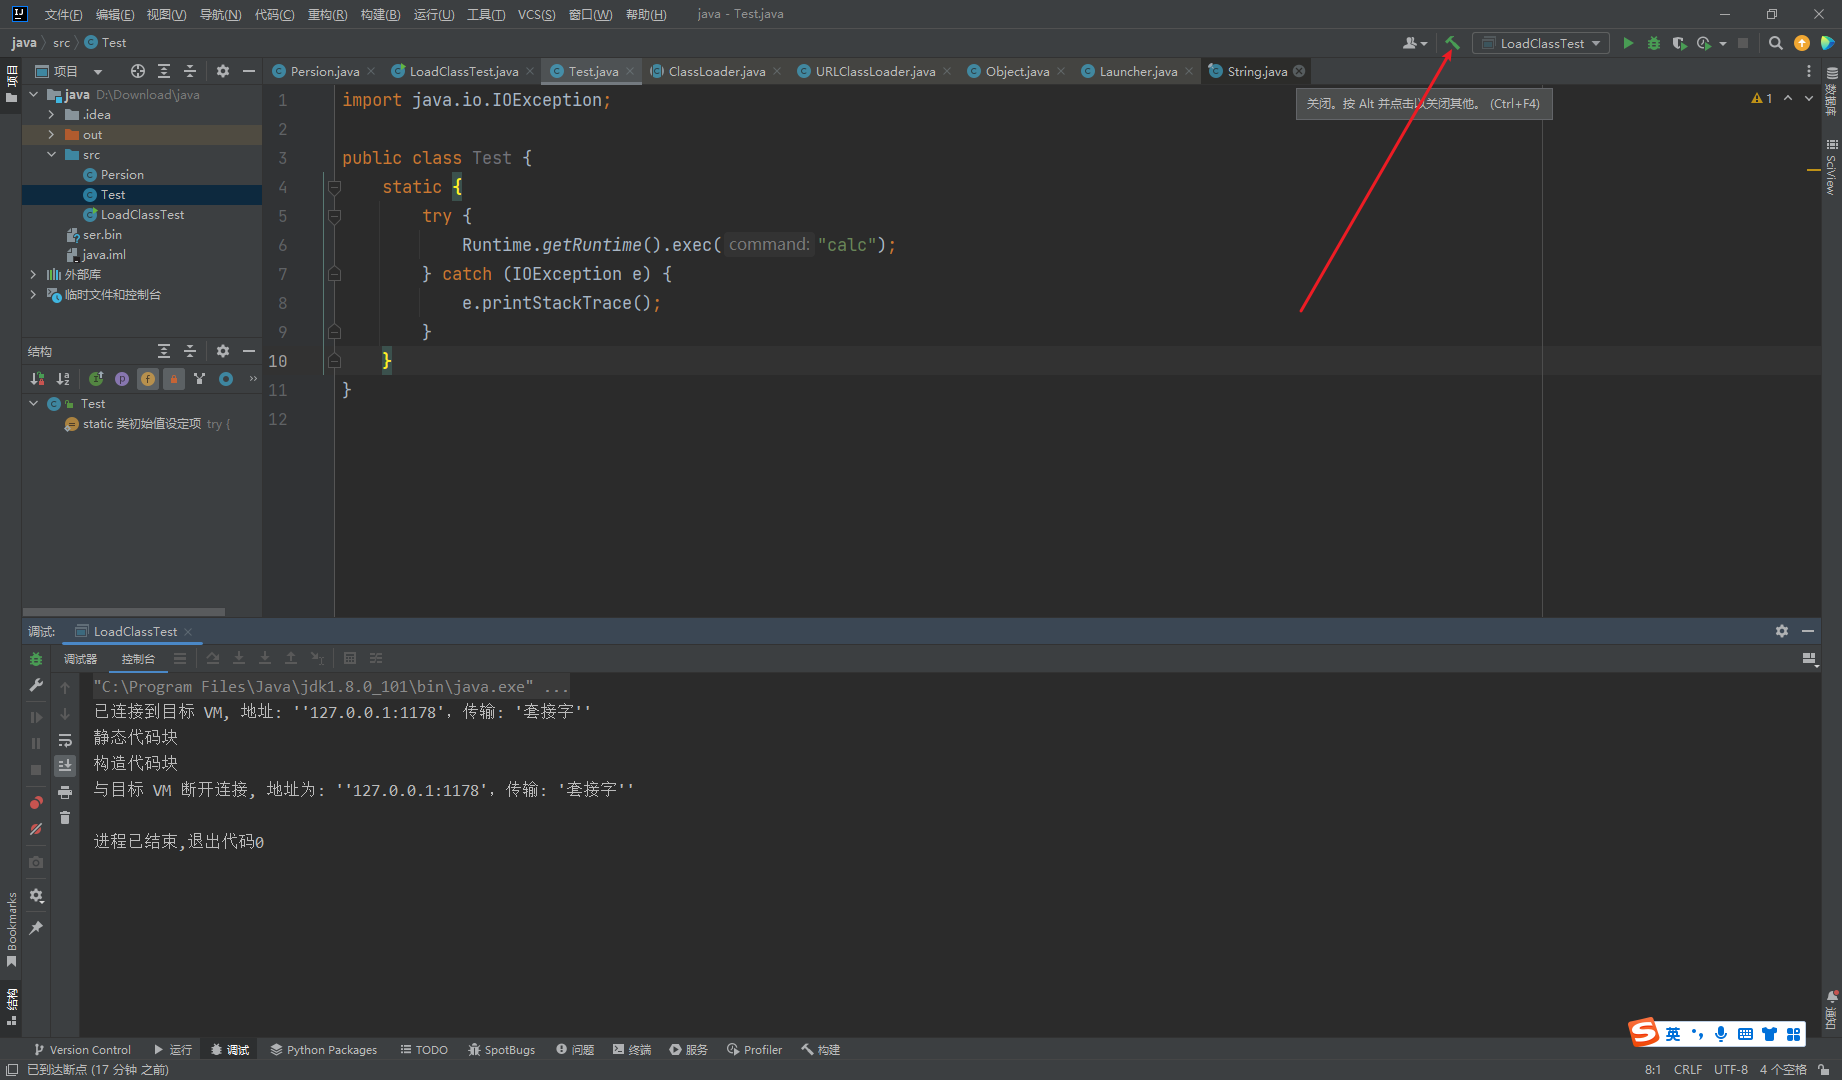 文件(F) 编辑(E) 视图(V) 导航(N) 代码(C) 重构(R) 构建(B) 运行(U) 工具(T) VCS(S) 窗口(W) 帮助(H) java - Test.java
java src Test
LoadClassTest
项目
项目
Persion.java LoadClassTest.java Test.java ClassLoader.java URLClassLoader.java Object.java Launcher.java String.java
java D:\Download\java
.idea
out
src
Persion
Test
LoadClassTest
ser.bin
java.iml
外部库
临时文件和控制台
1 import java.io.IOException;
2
3 public class Test {
4 static {
5 try {
6 Runtime.getRuntime().exec( command: "calc");
7 } catch (IOException e) {
8 e.printStackTrace();
9 }
10 }
11 }
12
关闭。按 Alt 并点击以关闭其他。 (Ctrl+F4)
1
数据库
SciView
结构
Test
static 类初始值设定项 try {
调试: LoadClassTest
调试器 控制台
"C:\Program Files\Java\jdk1.8.0_101\bin\java.exe" ...
已连接到目标 VM, 地址: ''127.0.0.1:1178', 传输: '套接字''
静态代码块
构造代码块
与目标 VM 断开连接, 地址为: ''127.0.0.1:1178', 传输: '套接字''
进程已结束,退出代码0
Bookmarks
结构
通知
英
Version Control 运行 调试 Python Packages TODO SpotBugs 问题 终端 服务 Profiler 构建
已到达断点 (17 分钟 之前)
8:1 CRLF UTF-8 4 个空格